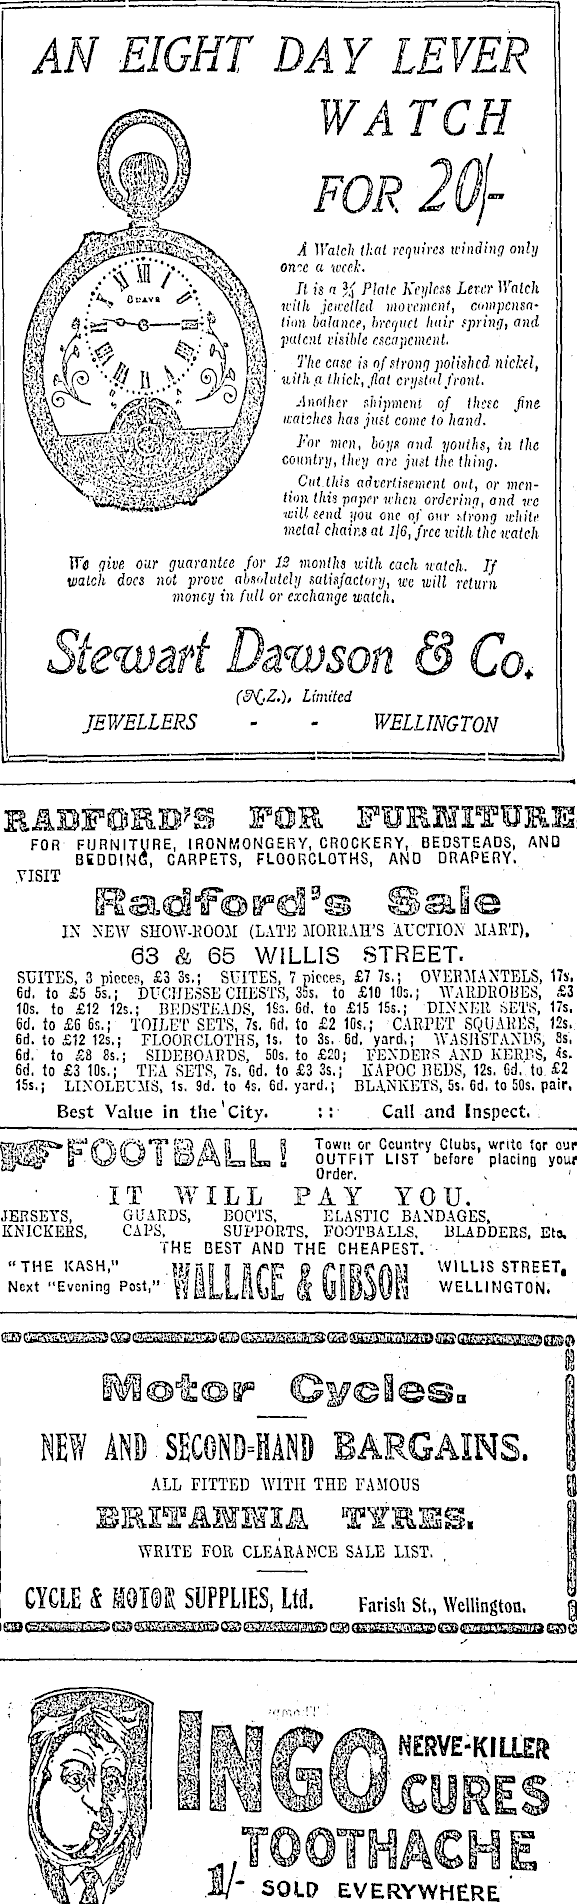 AN EIGHT DAY LEVER
WATCH
FOR 20/-
8 DAYS
A Watch that requires winding only
once a week.
It is a ¾ Plate Keyless Lever Watch
with jewelled movement, compensa-
tion balance, breguet hair spring, and
patent visible escapement.
The case is of strong polished nickel,
with a thick, flat crystal front.
Another shipment of these fine
watches has just come to hand.
For men, boys and youths, in the
country, they are just the thing.
Cut this advertisement out, or men-
tion this paper when ordering, and we
will send you one of our strong white
metal chains at 1/6, free with the watch
We give our guarantee for 12 months with each watch. If
watch does not prove absolutely satisfactory, we will return
money in full or exchange watch.
Stewart Dawson & Co.
(N.Z.), Limited
JEWELLERS - - WELLINGTON
RADFORD'S FOR FURNITURE
FOR FURNITURE, IRONMONGERY, CROCKERY, BEDSTEADS, AND
BEDDING, CARPETS, FLOORCLOTHS, AND DRAPERY.
VISIT
Radford's Sale
IN NEW SHOW-ROOM (LATE MORRAH'S AUCTION MART),
63 & 65 WILLIS STREET.
SUITES, 3 pieces, £3 3s.; SUITES, 7 pieces, £7 7s.; OVERMANTELS, 17s.
6d. to £5 5s.; DUCHESSE CHESTS, 35s. to £10 10s.; WARDROBES, £3
10s. to £12 12s.; BEDSTEADS, 19s. 6d. to £15 15s.; DINNER SETS, 17s.
6d. to £6 6s.; TOILET SETS, 7s. 6d. to £2 10s.; CARPET SQUARES, 12s.
6d. to £12 12s.; FLOORCLOTHS, 1s. to 3s. 6d. yard.; WASHSTANDS, 8s.
6d. to £8 8s.; SIDEBOARDS, 50s. to £20; FENDERS AND KERBS, 4s.
6d. to £3 10s.; TEA SETS, 7s. 6d. to £3 3s.; KAPOC BEDS, 12s. 6d. to £2
15s.; LINOLEUMS, 1s. 9d. to 4s. 6d. yard.; BLANKETS, 5s. 6d. to 50s. pair.
Best Value in the City. :: Call and Inspect.
FOOTBALL! Town or Country Clubs, write for our
OUTFIT LIST before placing your
Order.
IT WILL PAY YOU.
JERSEYS, GUARDS, BOOTS, ELASTIC BANDAGES,
KNICKERS, CAPS, SUPPORTS, FOOTBALLS, BLADDERS, Etc.
THE BEST AND THE CHEAPEST.
"THE KASH," WALLACE & GIBSON WILLIS STREET,
Next "Evening Post," WELLINGTON.
Motor Cycles.
NEW AND SECOND-HAND BARGAINS.
ALL FITTED WITH THE FAMOUS
BRITANNIA TYRES.
WRITE FOR CLEARANCE SALE LIST.
CYCLE & MOTOR SUPPLIES, Ltd. Farish St., Wellington.
INGO NERVE-KILLER
CURES
TOOTHACHE
1/- SOLD EVERYWHERE